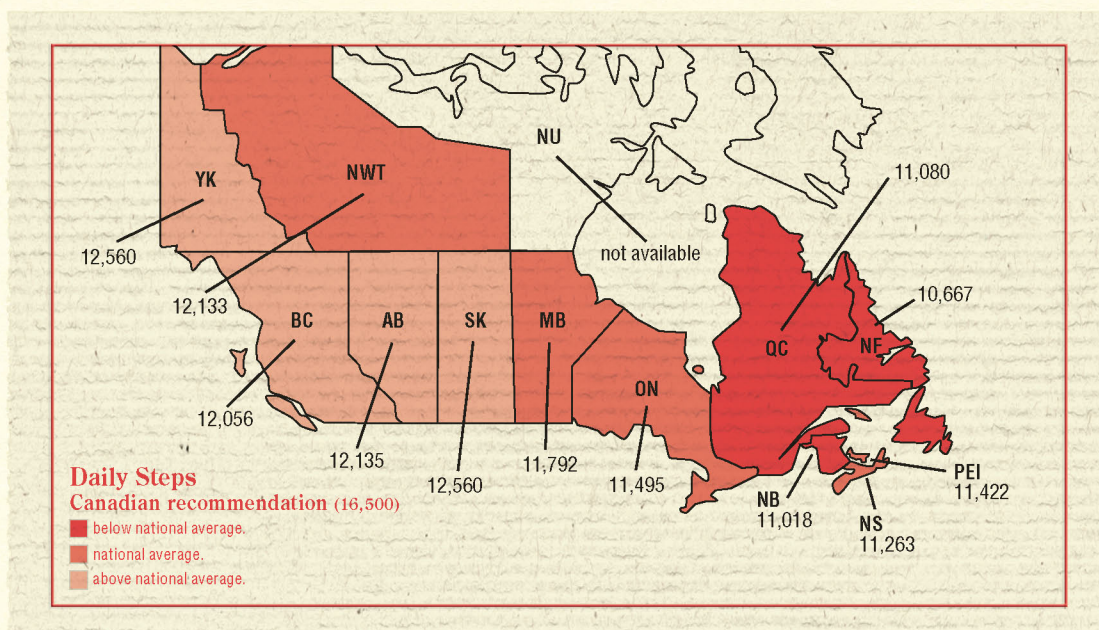 NU
11,080
NWT
YK
12,560
not available
10,667
12,133
BC
AB
SK
MB
QC
NF
ON
12,056
12,135
11,792
12,560
11,495
PEI
11,422
NB
11,018
NS
11,263
Daily Steps
Canadian recommendation (16,500)
below national average.
national average.
above national average.